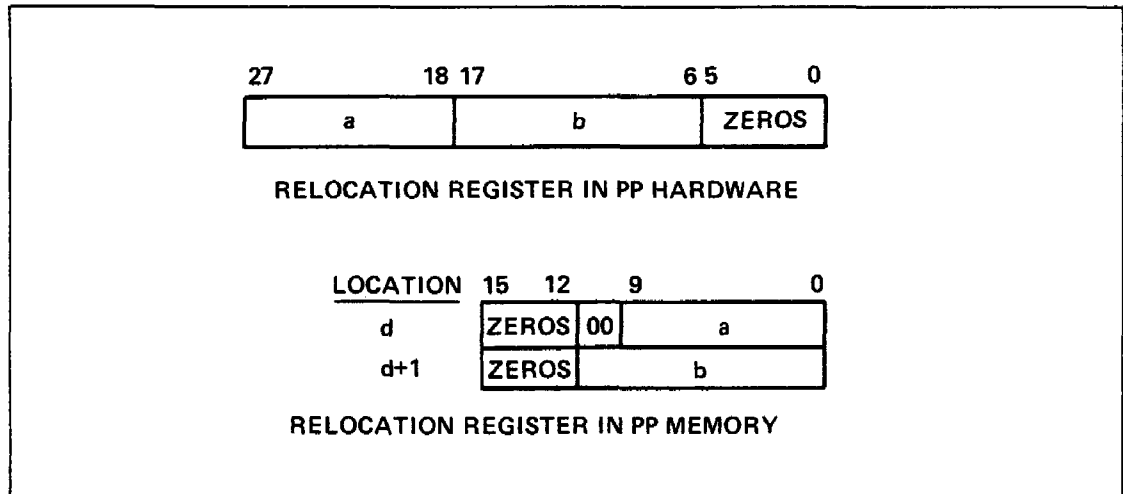 27 18 17 6 5 0
a b ZEROS
RELOCATION REGISTER IN PP HARDWARE
LOCATION 15 12 9 0
d ZEROS 00 a
d+1 ZEROS b
RELOCATION REGISTER IN PP MEMORY